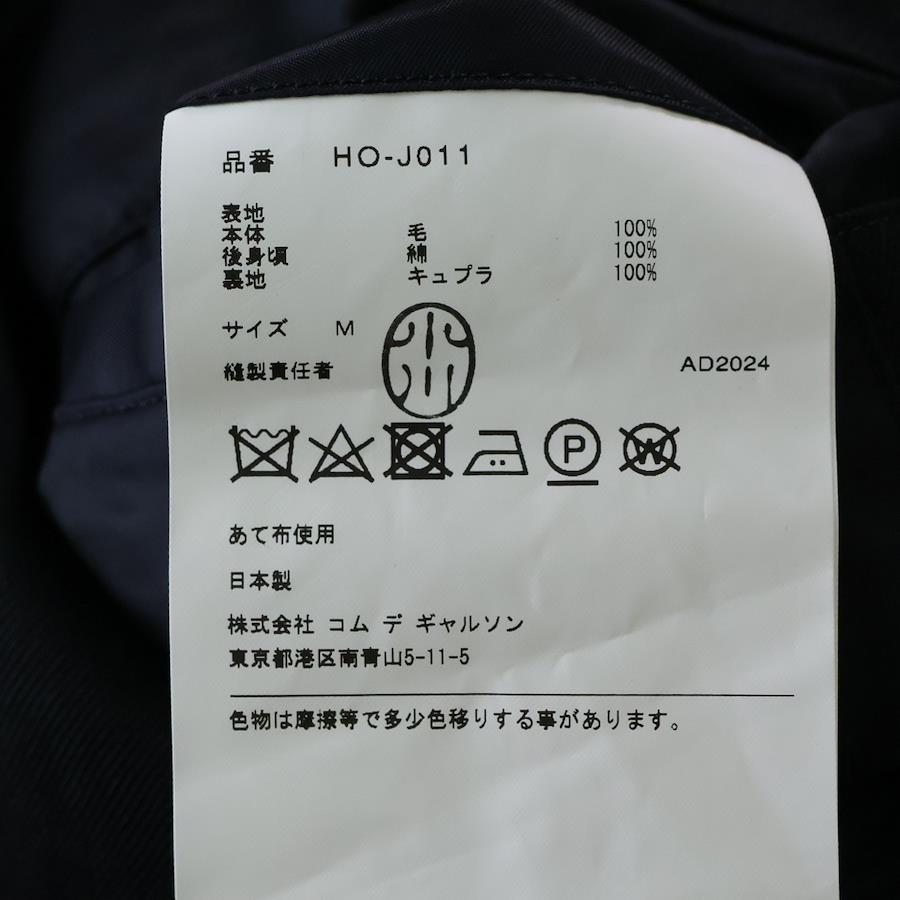 品番 HO-J011
表地
本体 毛 100%
後身頃 綿 100%
裏地 キュプラ 100%
サイズ M
縫製責任者 AD2024
P
W
あて布使用
日本製
株式会社 コム デ ギャルソン
東京都港区南青山5-11-5
色物は摩擦等で多少色移りする事があります。